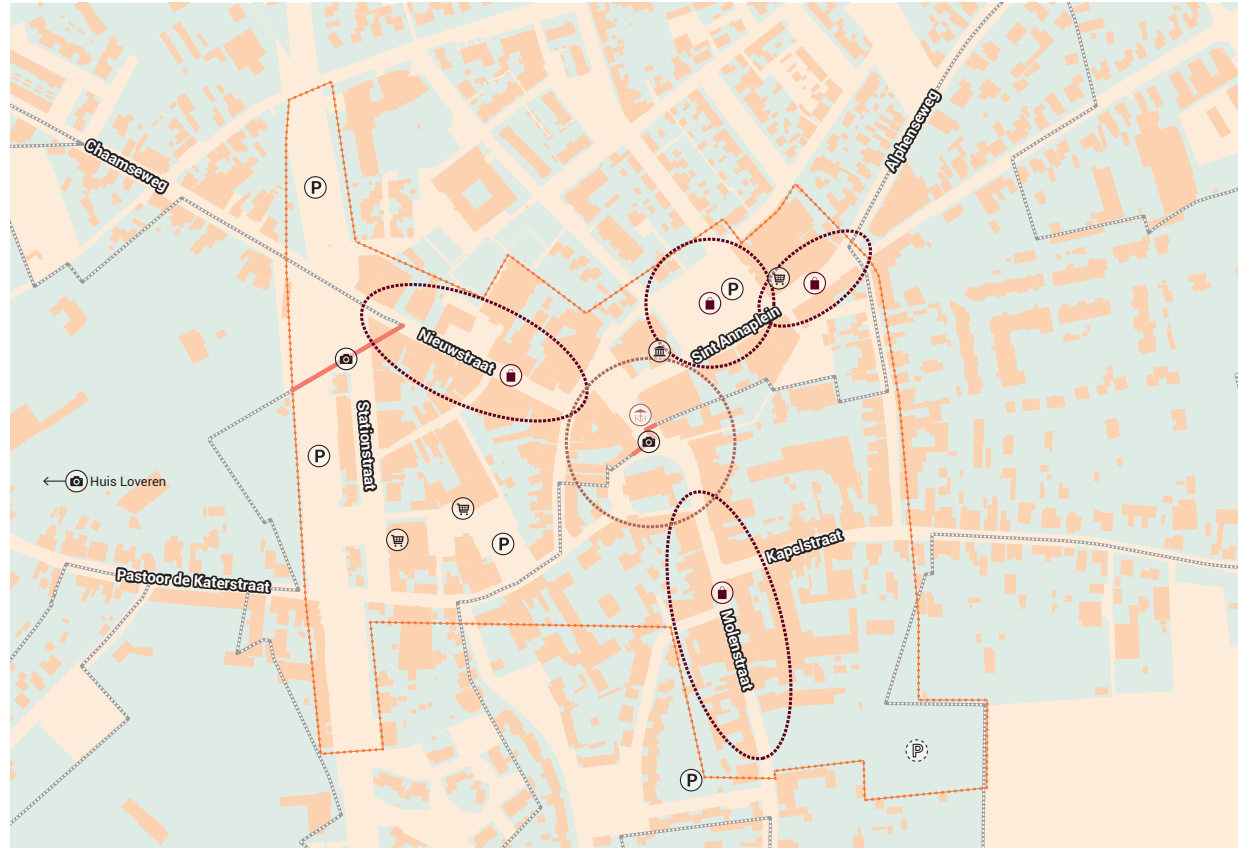 Chaamseweg
Alphenseweg
P
P
Sint Annaplein
Nieuwstraat
Stationstraat
P
Huis Loveren
P
Kapelstraat
Pastoor de Katerstraat
Molenstraat
P
P